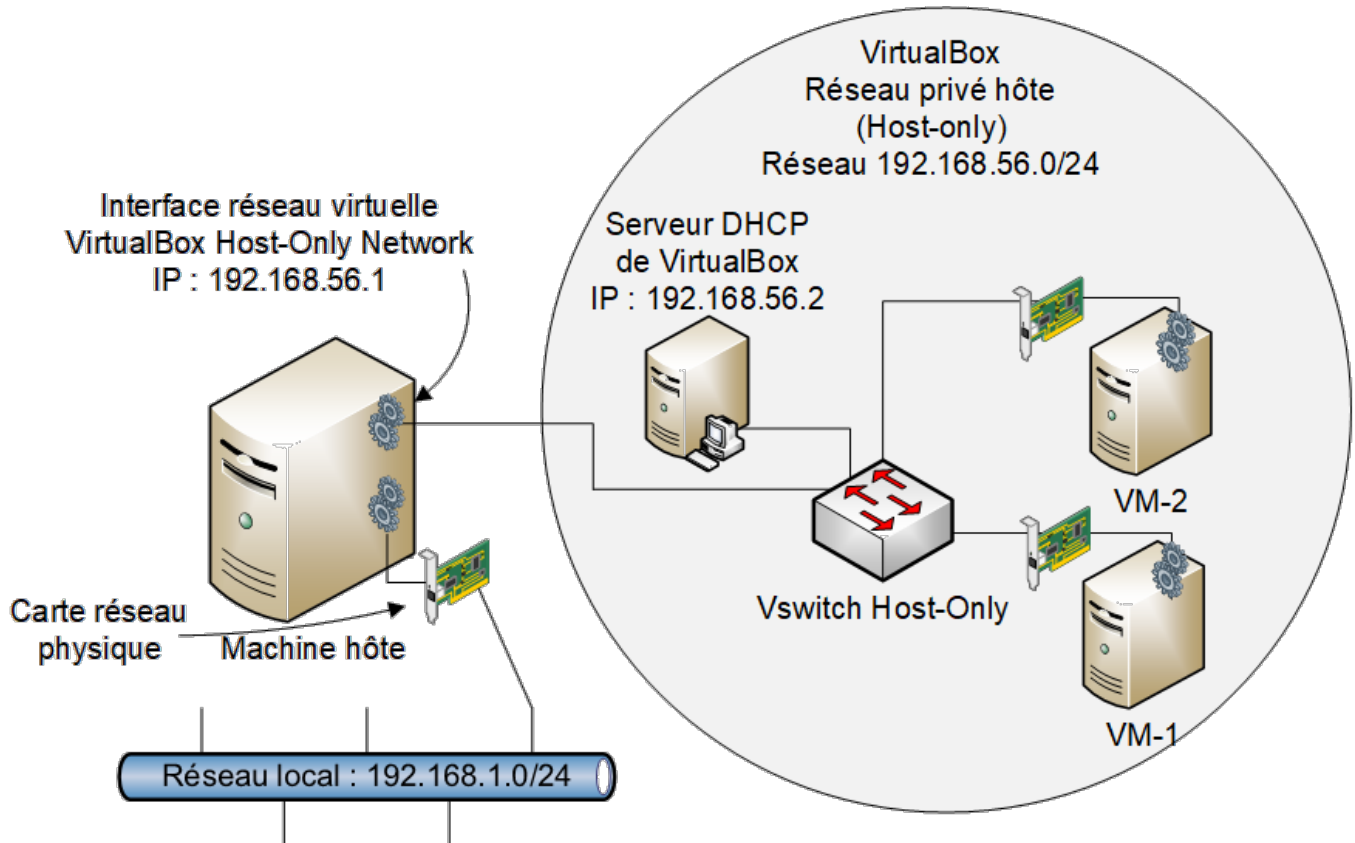 VirtualBox
Réseau privé hôte
(Host-only)
Réseau 192.168.56.0/24
Interface réseau virtuelle
VirtualBox Host-Only Network
IP : 192.168.56.1
Serveur DHCP
de VirtualBox
IP : 192.168.56.2
VM-2
Vswitch Host-Only
Carte réseau
physique
Machine hôte
VM-1
Réseau local : 192.168.1.0/24